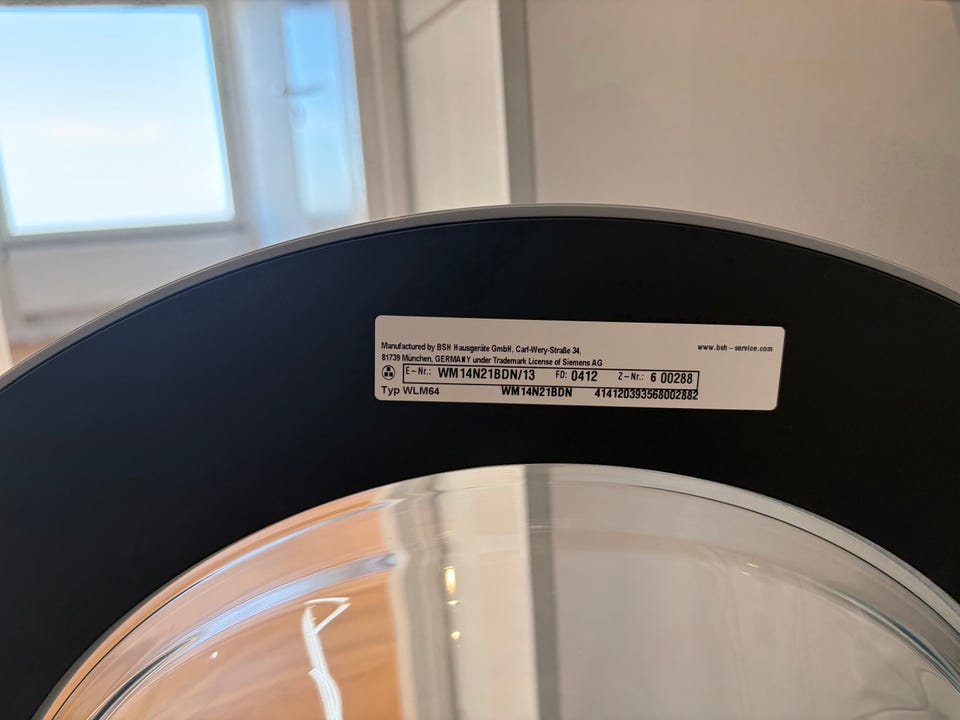 Manufactured by BSH Hausgeräte GmbH, Carl-Wery-Straße 34,
www.bsh-service.com
81739 München, GERMANY under Trademark License of Siemens AG
E-Nr.: WM14N21BDN/13 FD: 0412 Z-Nr.: 6 00288
Typ WLM64 WM14N21BDN 414120393568002882